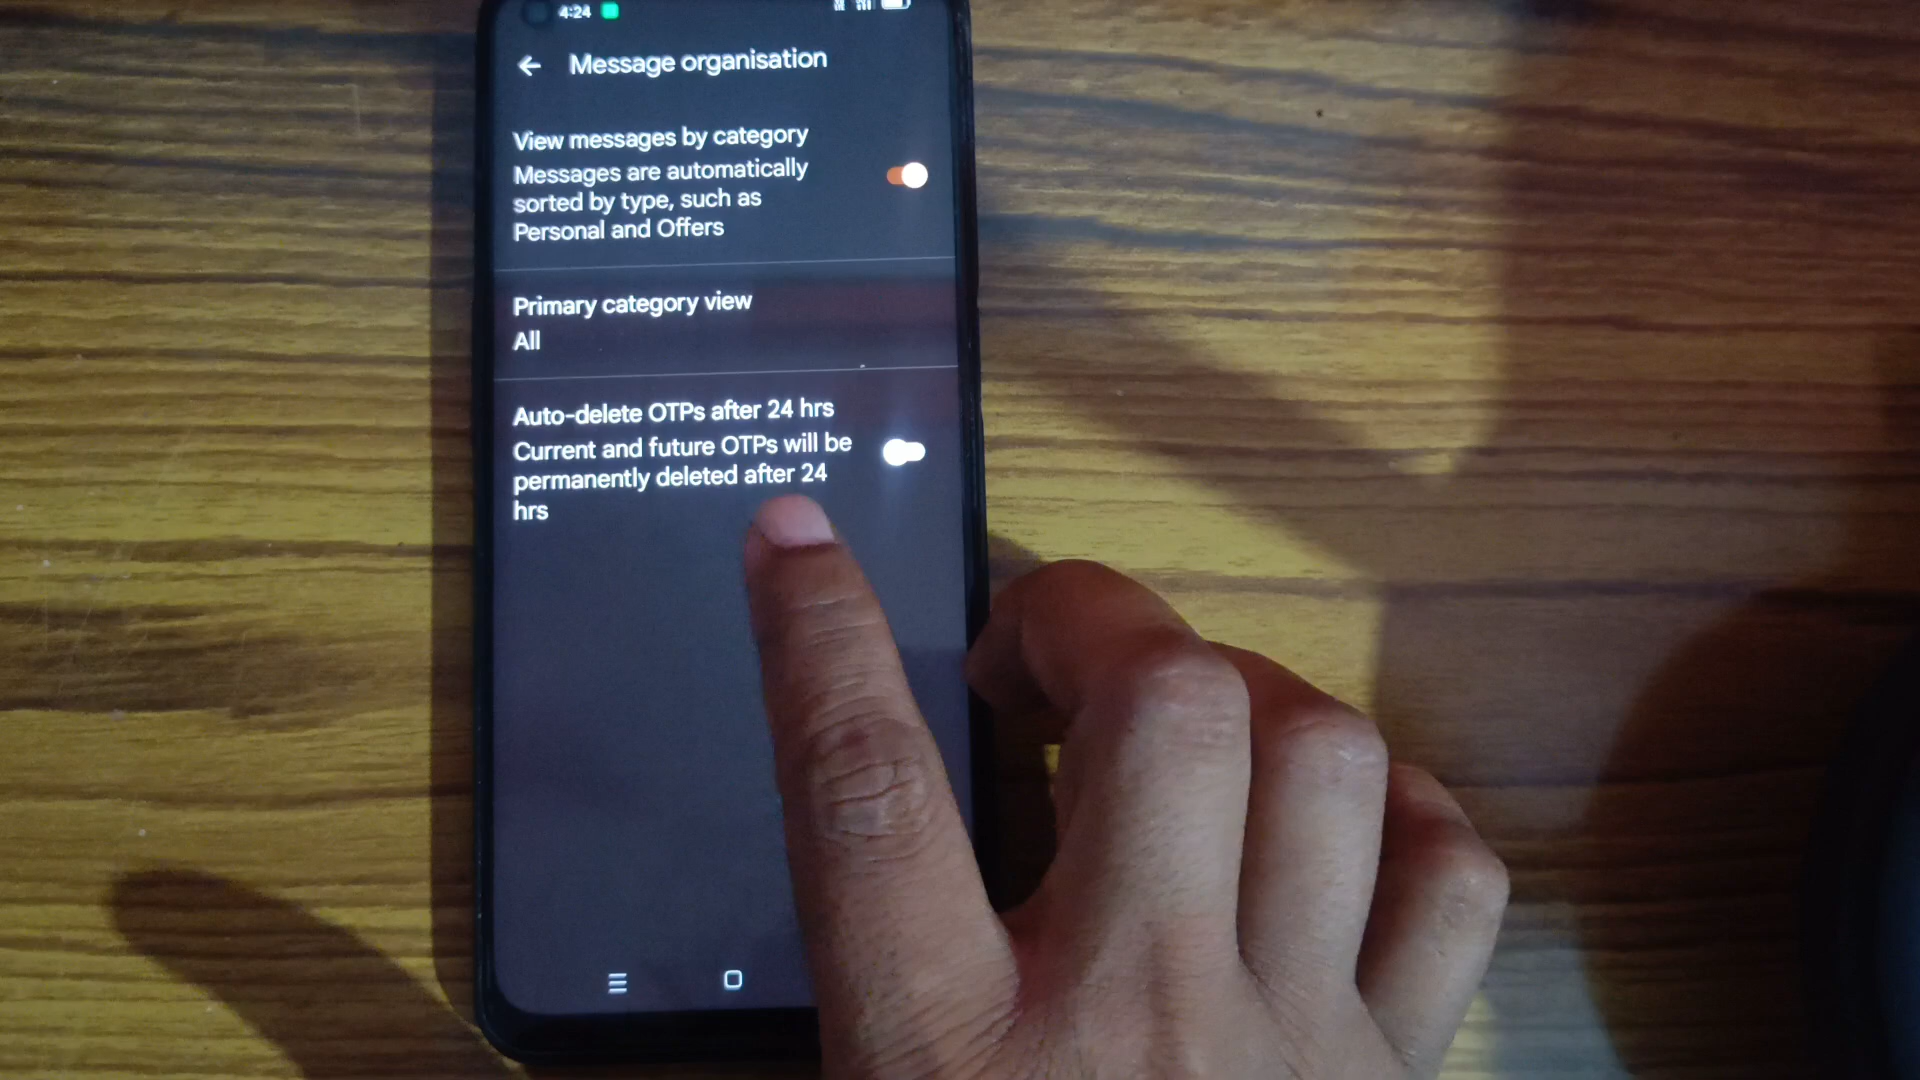 4:24
Message organisation
View messages by category
Messages are automatically
sorted by type, such as
Personal and Offers
Primary category view
All
Auto-delete OTPs after 24 hrs
Current and future OTPs will be
permanently deleted after 24
hrs